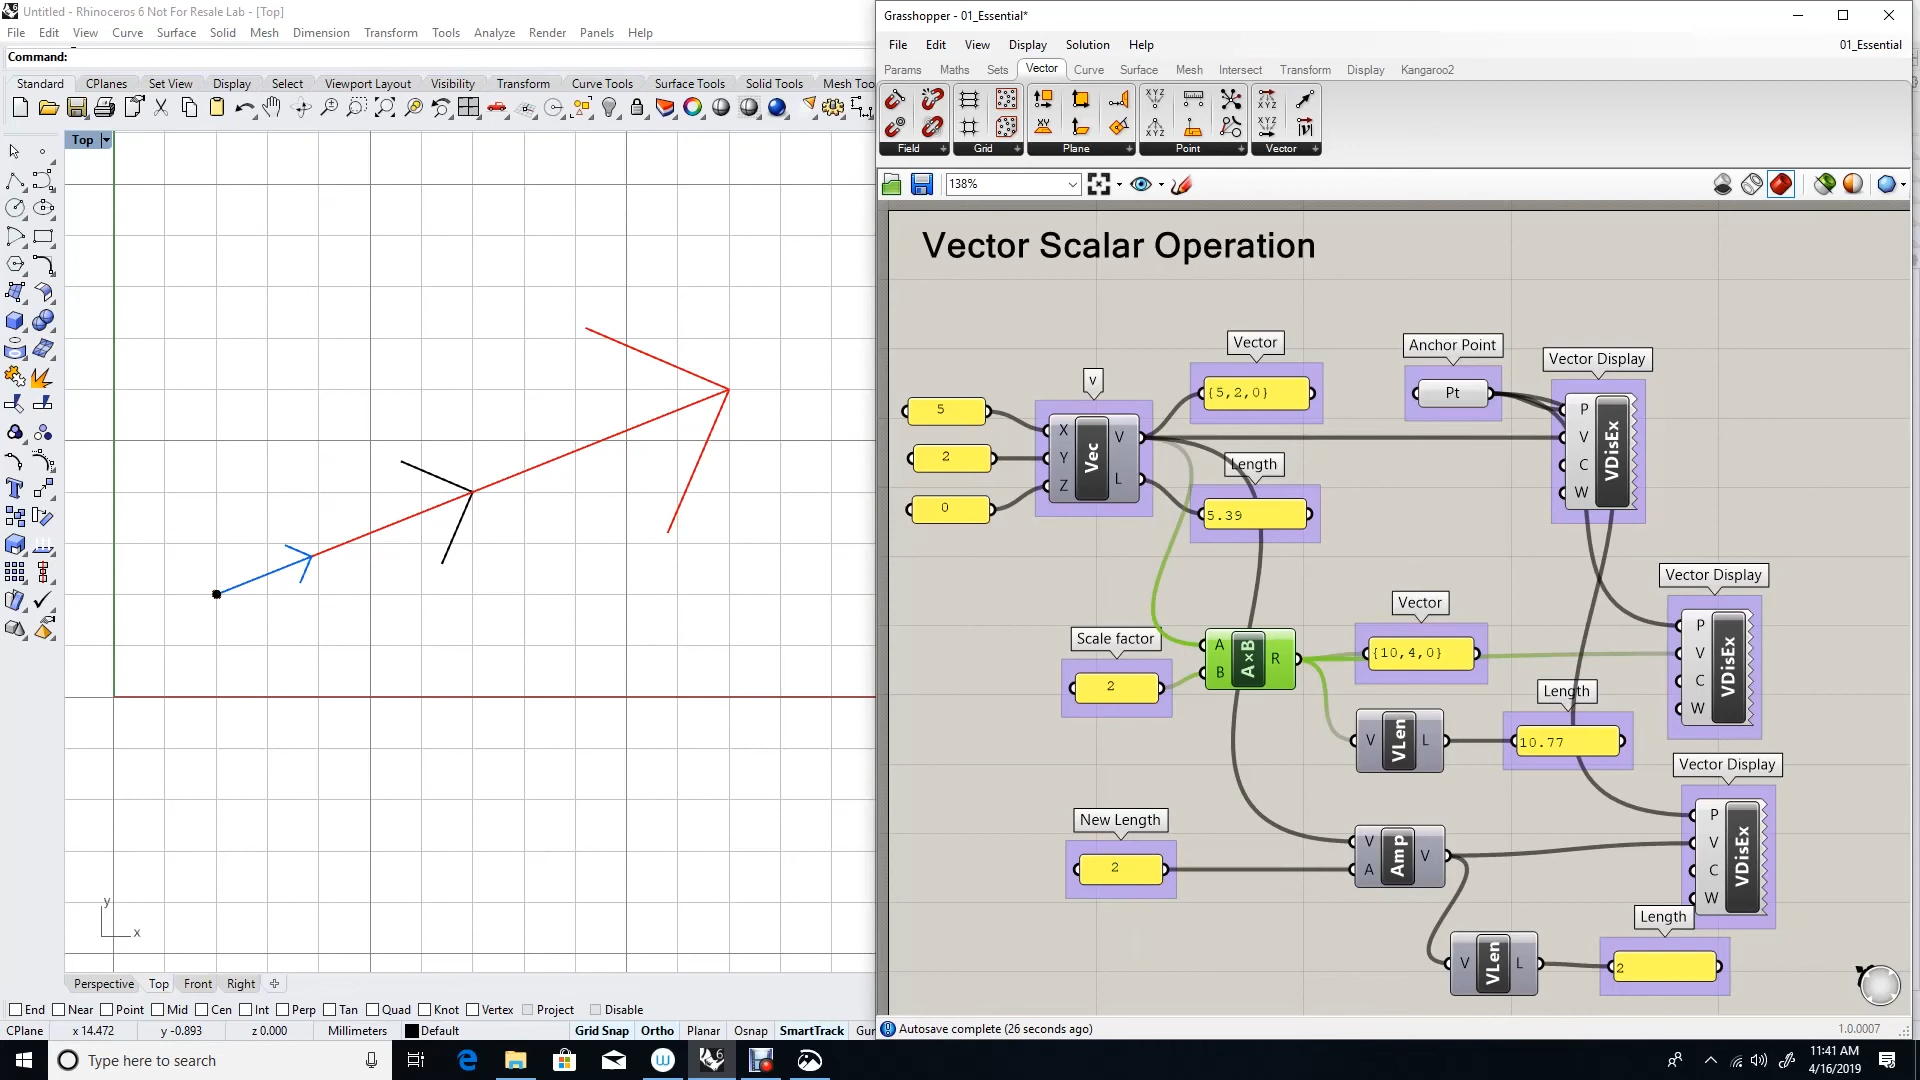 Untitled - Rhinoceros 6 Not For Resale Lab - [Top]
File Edit View Curve Surface Solid Mesh Dimension Transform Tools Analyze Render Panels Help
Command:
Standard CPlanes Set View Display Select Viewport Layout Visibility Transform Curve Tools Surface Tools Solid Tools Mesh Too
Top
y
x
Perspective Top Front Right
End Near Point Mid Cen Int Perp Tan Quad Knot Vertex Project Disable
CPlane x 14.472 y -0.893 z 0.000 Millimeters Default Grid Snap Ortho Planar Osnap SmartTrack Gur
Grasshopper - 01_Essential*
File Edit View Display Solution Help 01_Essential
Params Maths Sets Vector Curve Surface Mesh Intersect Transform Display Kangaroo2
Field Grid Plane Point Vector
138%
Vector Scalar Operation
V
Vector
Anchor Point
Vector Display
5
2
0
X
Y
Z
Vec
V
L
{5,2,0}
Length
5.39
Pt
P
V
C
W
VDisEx
Scale factor
2
A
B
A×B
R
Vector
{10,4,0}
Vector Display
P
V
C
W
VDisEx
V
VLen
L
Length
10.77
Vector Display
P
V
C
W
VDisEx
New Length
2
V
A
Amp
V
V
VLen
L
Length
2
Autosave complete (26 seconds ago) 1.0.0007
Type here to search
11:41 AM
4/16/2019